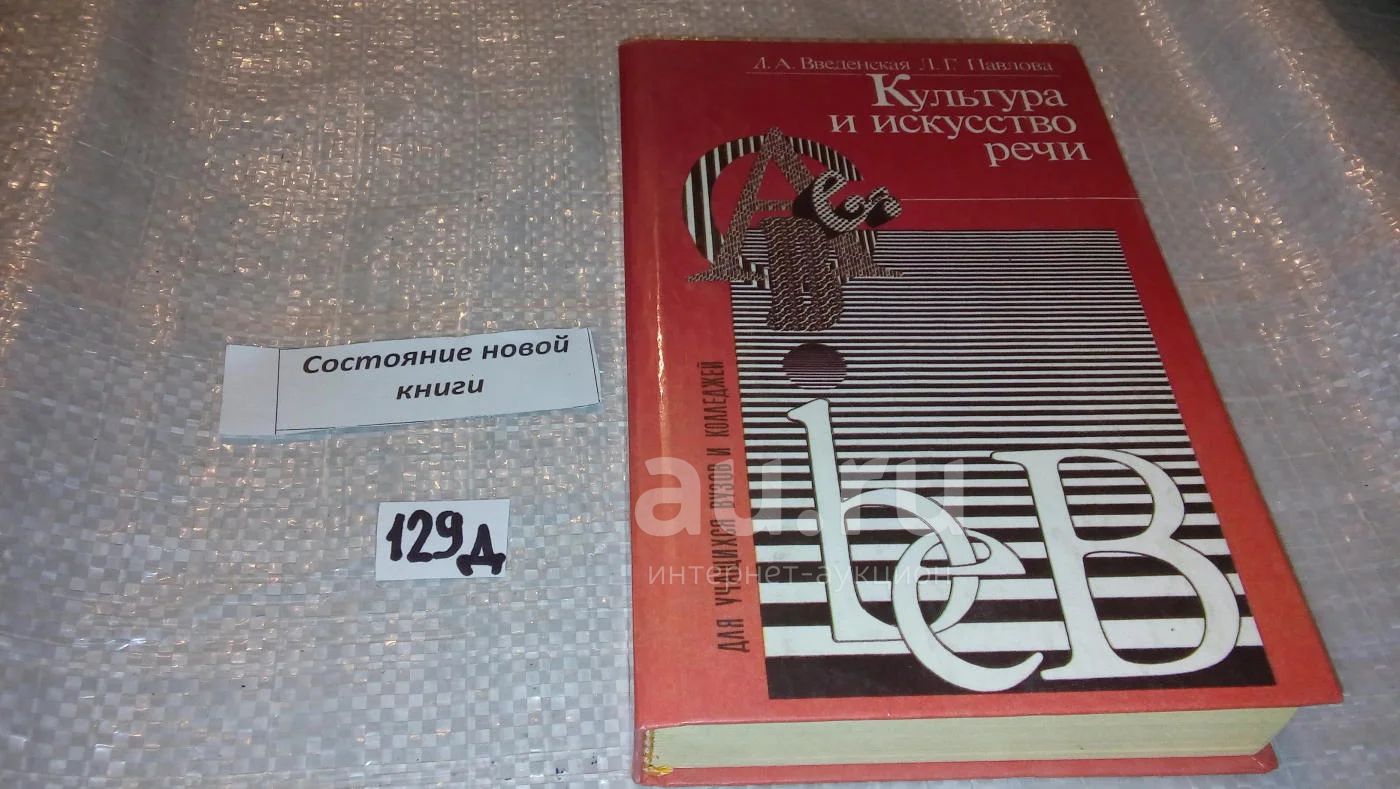 Л. А. Введенская Л. Г. Павлова
Культура
и искусство
речи
ДЛЯ УЧАЩИХСЯ ВУЗОВ И КОЛЛЕДЖЕЙ
Состояние новой
книги
129д
au.ru
интернет-аукцион